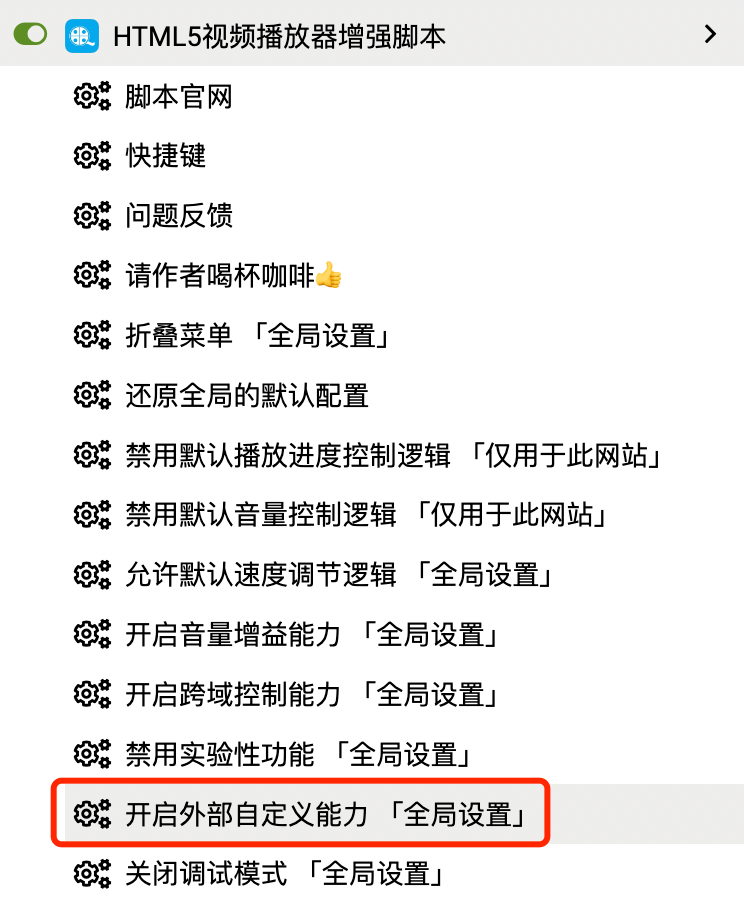 HTML5视频播放器增强脚本
脚本官网
快捷键
问题反馈
请作者喝杯咖啡👍
折叠菜单 「全局设置」
还原全局的默认配置
禁用默认播放进度控制逻辑 「仅用于此网站」
禁用默认音量控制逻辑 「仅用于此网站」
允许默认速度调节逻辑 「全局设置」
开启音量增益能力 「全局设置」
开启跨域控制能力 「全局设置」
禁用实验性功能 「全局设置」
开启外部自定义能力 「全局设置」
关闭调试模式 「全局设置」